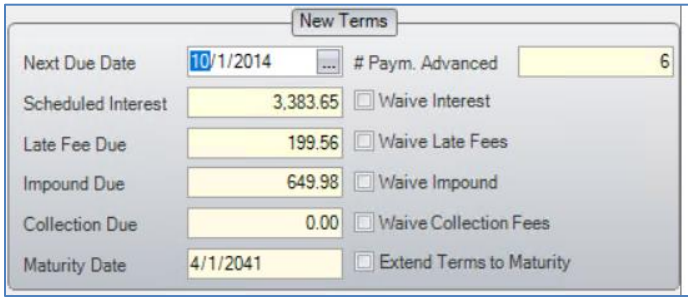 New Terms
Next Due Date 10/1/2014 ... # Paym. Advanced 6
Scheduled Interest 3,383.65 Waive Interest
Late Fee Due 199.56 Waive Late Fees
Impound Due 649.98 Waive Impound
Collection Due 0.00 Waive Collection Fees
Maturity Date 4/1/2041 Extend Terms to Maturity